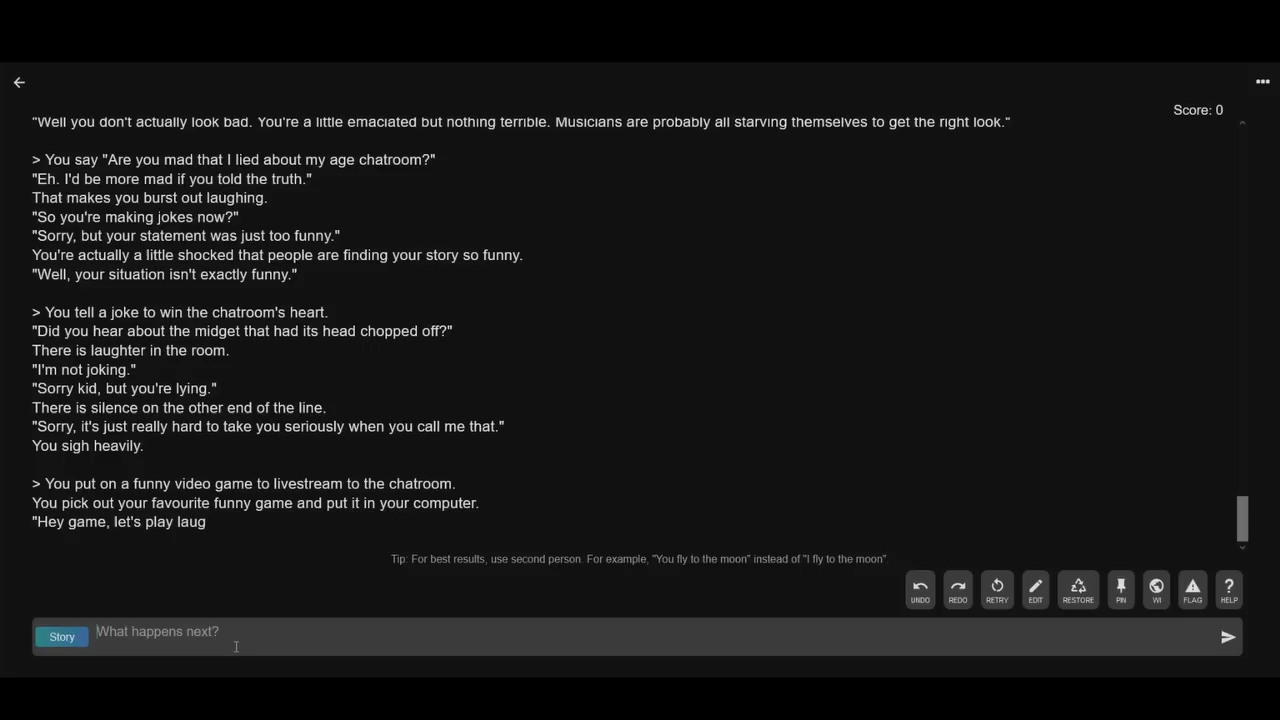 Score: 0
"Well you don't actually look bad. You're a little emaciated but nothing terrible. Musicians are probably all starving themselves to get the right look."
> You say "Are you mad that I lied about my age chatroom?"
"Eh. I'd be more mad if you told the truth."
That makes you burst out laughing.
"So you're making jokes now?"
"Sorry, but your statement was just too funny."
You're actually a little shocked that people are finding your story so funny.
"Well, your situation isn't exactly funny."
> You tell a joke to win the chatroom's heart.
"Did you hear about the midget that had its head chopped off?"
There is laughter in the room.
"I'm not joking."
"Sorry kid, but you're lying."
There is silence on the other end of the line.
"Sorry, it's just really hard to take you seriously when you call me that."
You sigh heavily.
> You put on a funny video game to livestream to the chatroom.
You pick out your favourite funny game and put it in your computer.
"Hey game, let's play laug
Tip: For best results, use second person. For example, "You fly to the moon" instead of "I fly to the moon"
UNDO REDO RETRY EDIT RESTORE PIN WI FLAG HELP
Story What happens next?